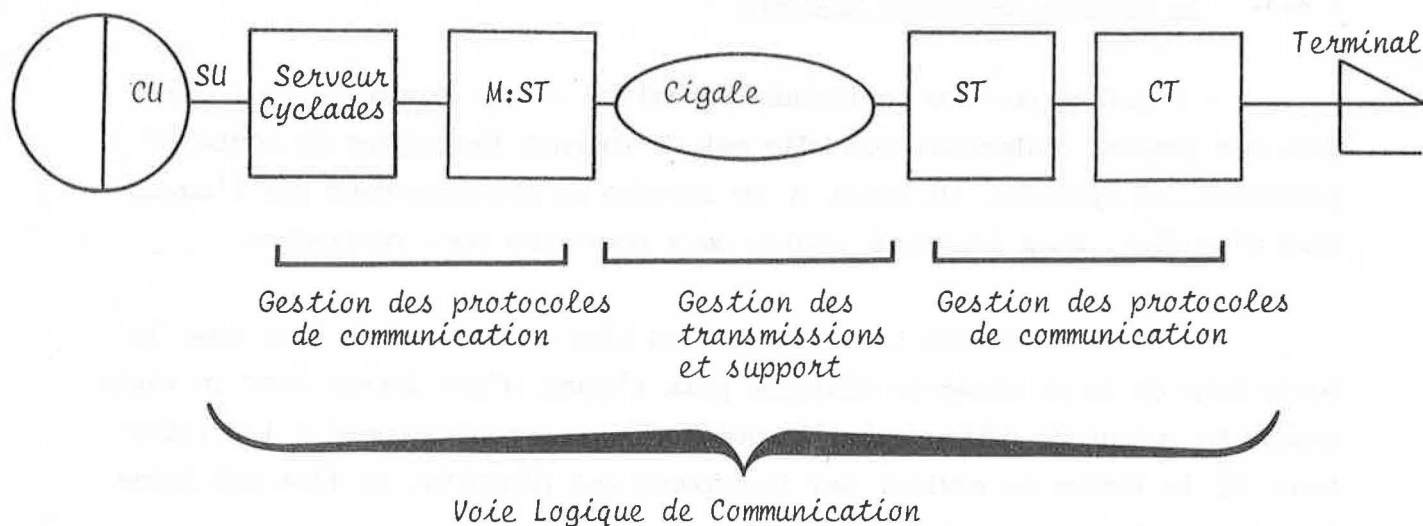 Terminal
CU
SU
Serveur
Cyclades
M:ST
Cigale
ST
CT
Gestion des protocoles
de communication
Gestion des
transmissions
et support
Gestion des protocoles
de communication
Voie Logique de Communication